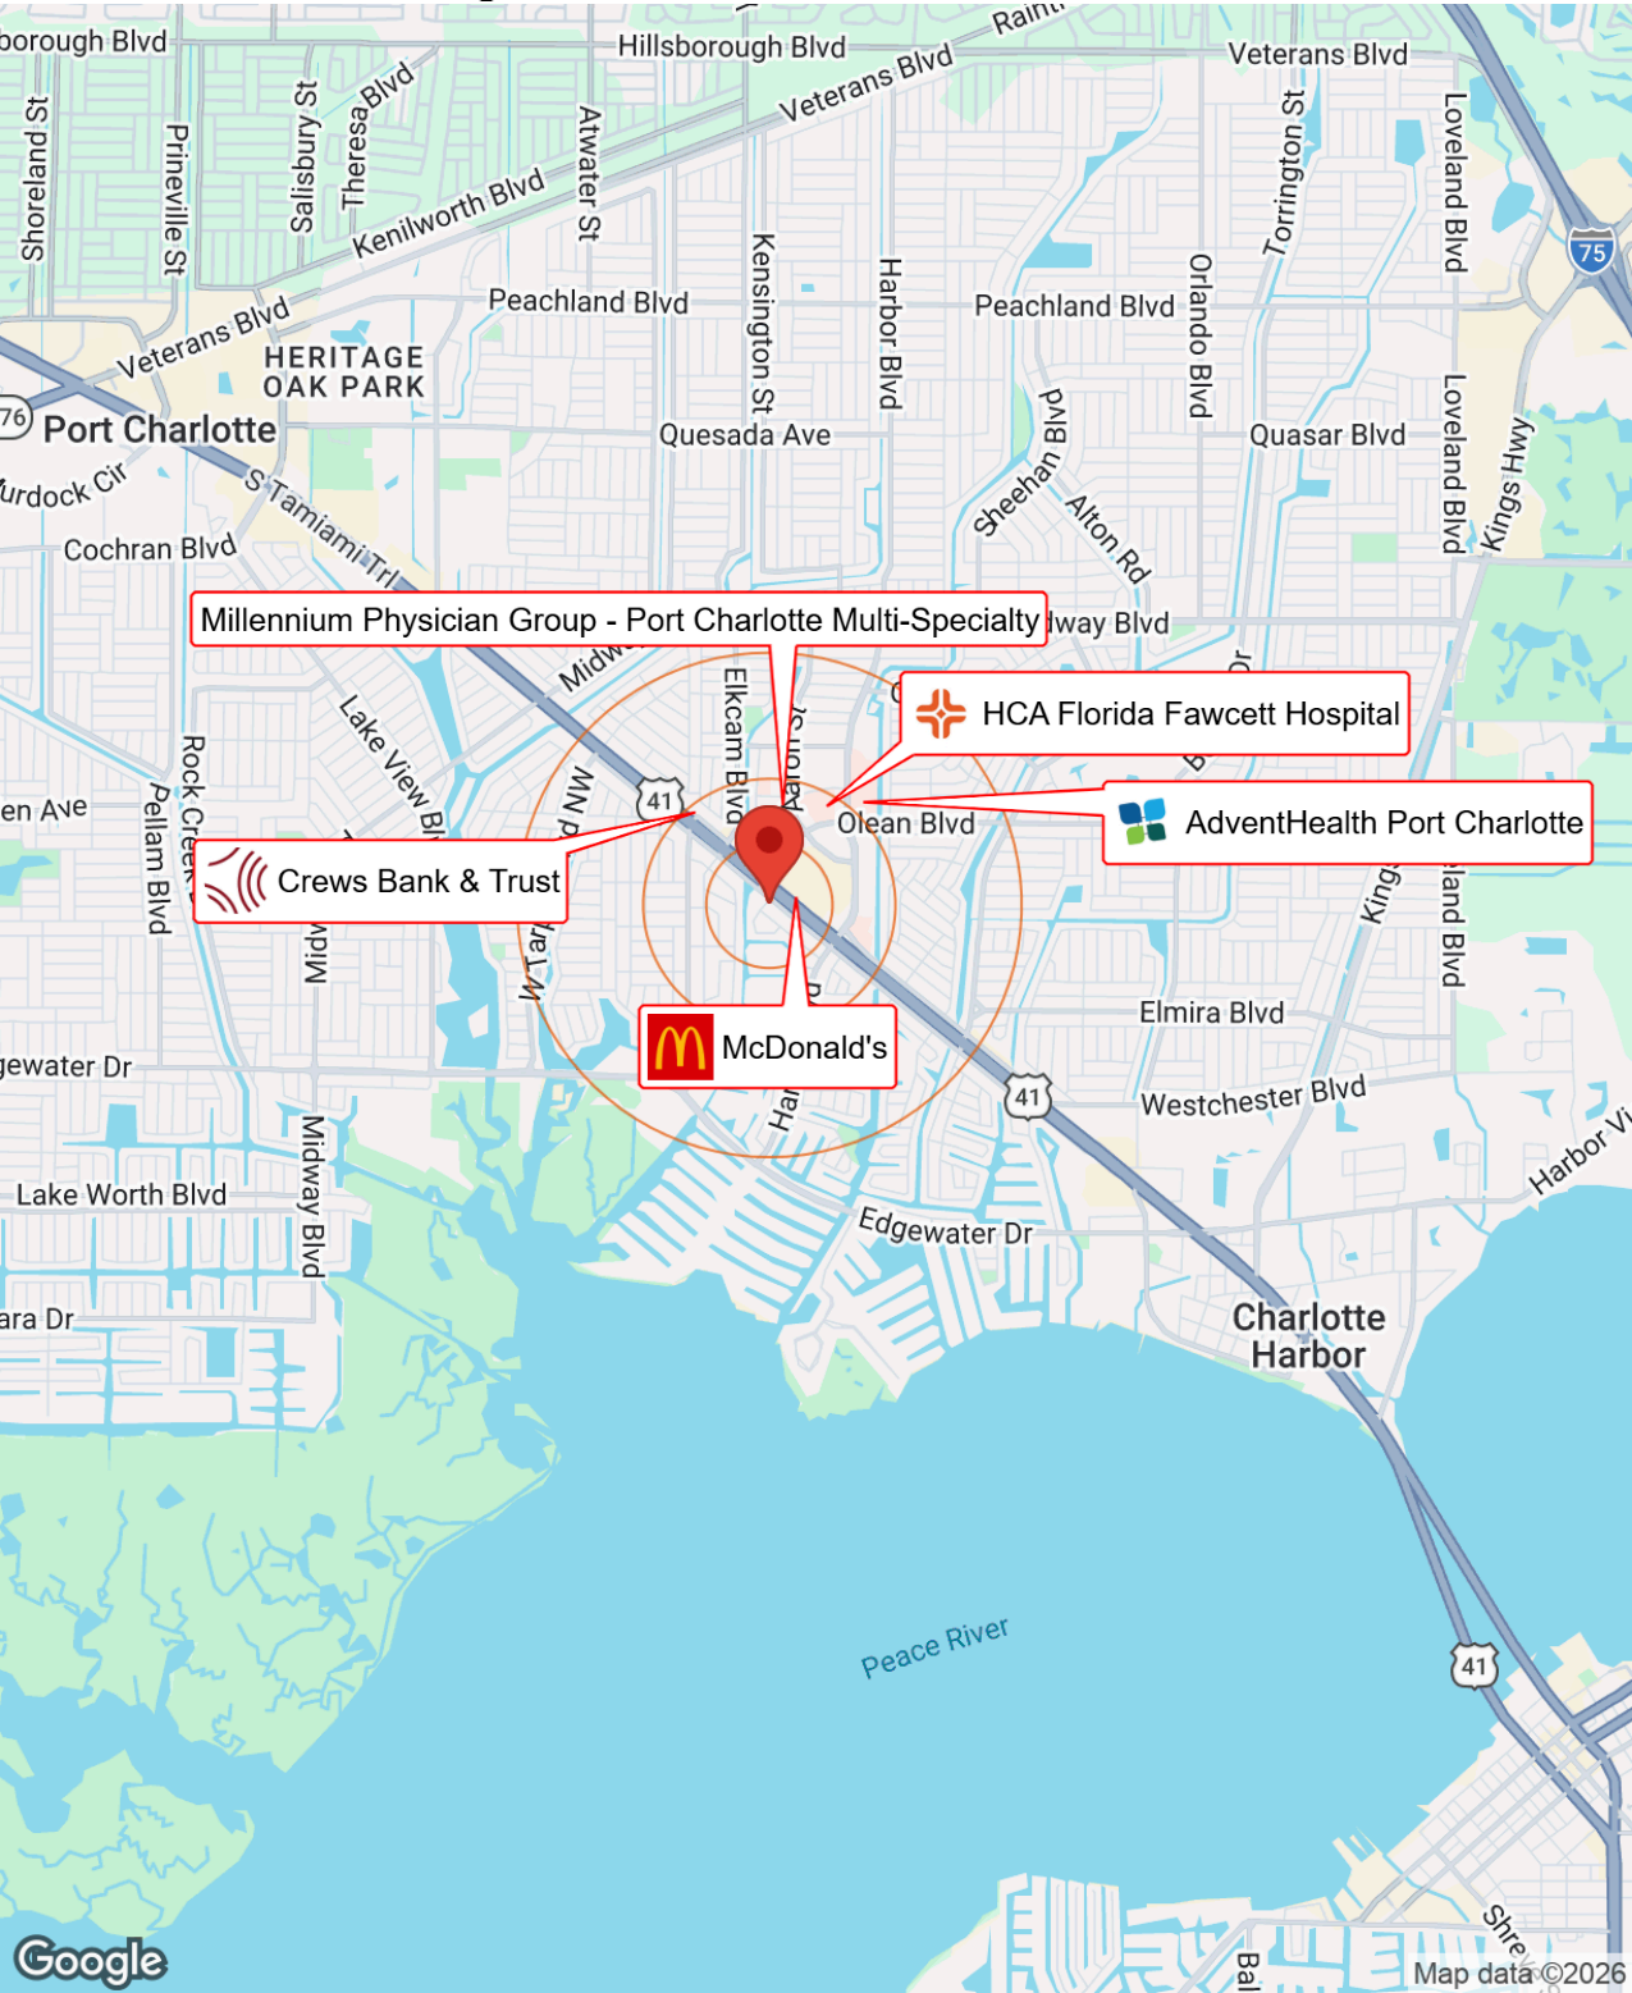 Hillsborough Blvd
Veterans Blvd
Veterans Blvd
Shoreland St
Prineville St
Salisbury St
Theresa Blvd
Atwater St
Kenilworth Blvd
Torrington St
Loveland Blvd
75
Kensington St
Harbor Blvd
Orlando Blvd
Peachland Blvd
Peachland Blvd
Veterans Blvd
HERITAGE
OAK PARK
76
Port Charlotte
Quesada Ave
Quasar Blvd
Loveland Blvd
Kings Hwy
Sheehan Blvd
Alton Rd
S Tamiami Trl
Cochran Blvd
Millennium Physician Group - Port Charlotte Multi-Specialty
Elkcam Blvd
Aaron St
HCA Florida Fawcett Hospital
Lake View Blv
41
AdventHealth Port Charlotte
Olean Blvd
Pellam Blvd
Crews Bank & Trust
McDonald's
Elmira Blvd
41
Westchester Blvd
Midway Blvd
Lake Worth Blvd
Edgewater Dr
Charlotte
Harbor
Peace River
41
Google
Map data ©2026